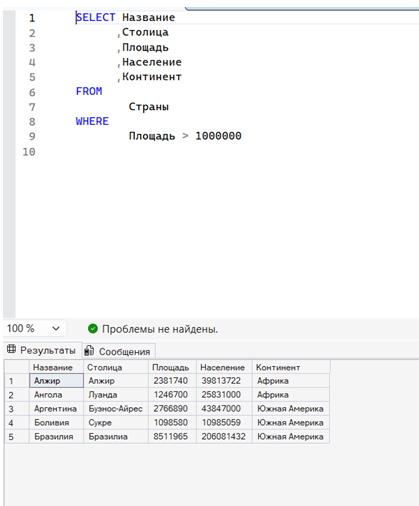 1 SELECT Название
2 ,Столица
3 ,Площадь
4 ,Население
5 ,Континент
6 FROM
7 Страны
8 WHERE
9 Площадь > 1000000
10
100 % Проблемы не найдены.
Результаты Сообщения
Название Столица Площадь Население Континент
1 Алжир Алжир 2381740 39813722 Африка
2 Ангола Луанда 1246700 25831000 Африка
3 Аргентина Буэнос-Айрес 2766890 43847000 Южная Америка
4 Боливия Сукре 1098580 10985059 Южная Америка
5 Бразилия Бразилиа 8511965 206081432 Южная Америка